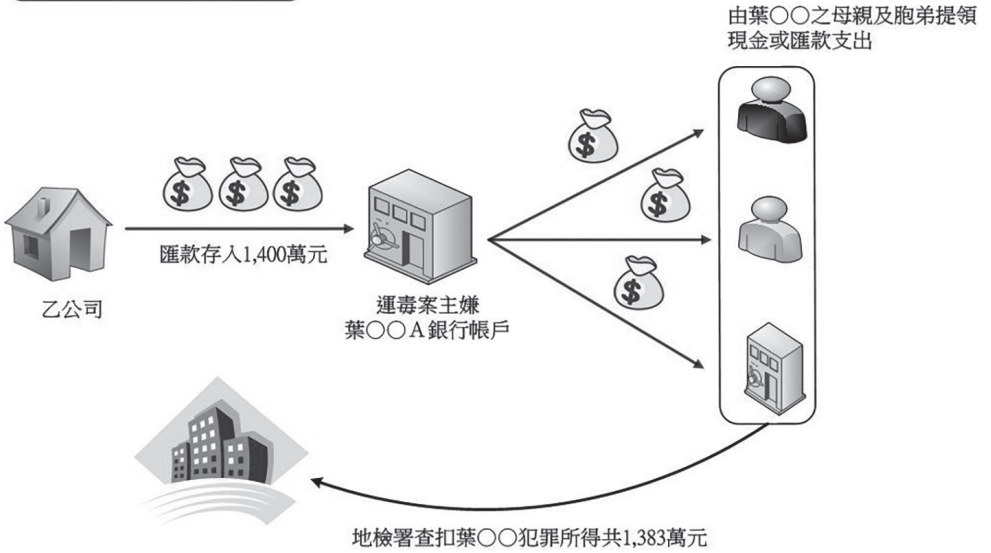 由葉○○之母親及胞弟提領
現金或匯款支出
$ $ $
$
$
$
匯款存入1,400萬元
乙公司
運毒案主嫌
葉○○A銀行帳戶
地檢署查扣葉○○犯罪所得共1,383萬元